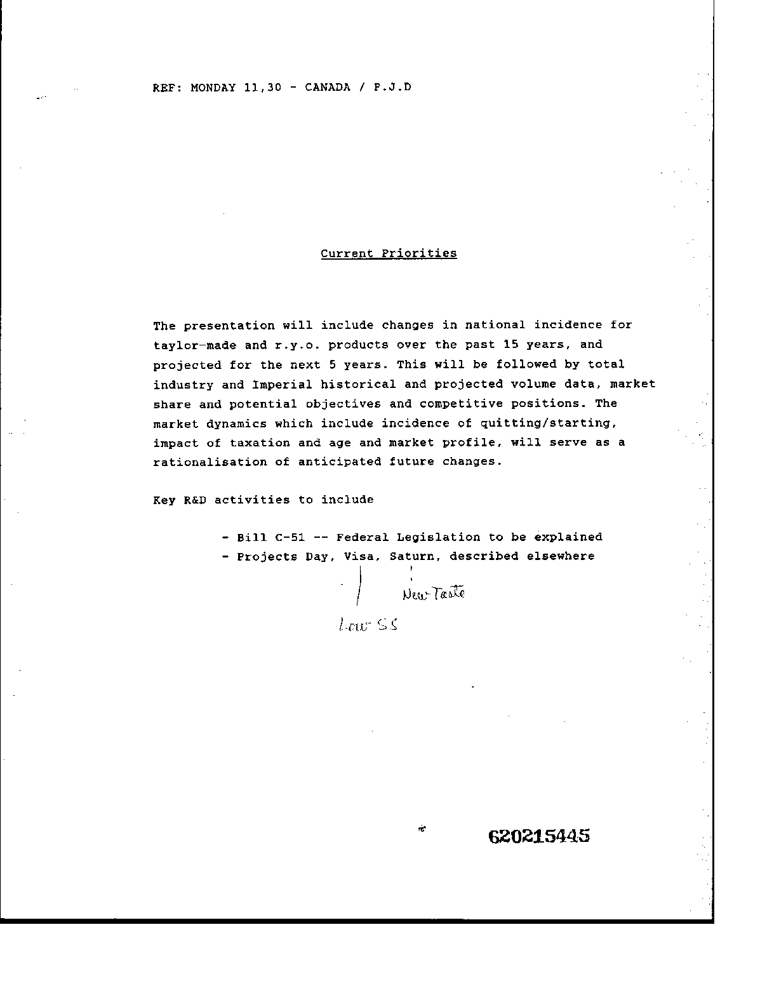 REF: MONDAY 11,30 - CANADA / P.J.D
Current Priorities
The presentation will include changes in national incidence for
taylor-made and r.y.o. products over the past 15 years, and
projected for the next 5 years. This will be followed by total
industry and Imperial historical and projected volume data, market
share and potential objectives and competitive positions. The
market dynamics which include incidence of quitting/starting,
impact of taxation and age and market profile, will serve as a
rationalisation of anticipated future changes.
Key R&D activities to include
- Bill C-51 -- Federal Legislation to be explained
- Projects Day, Visa, Saturn, described elsewhere
New Taste
Low SS
620215445